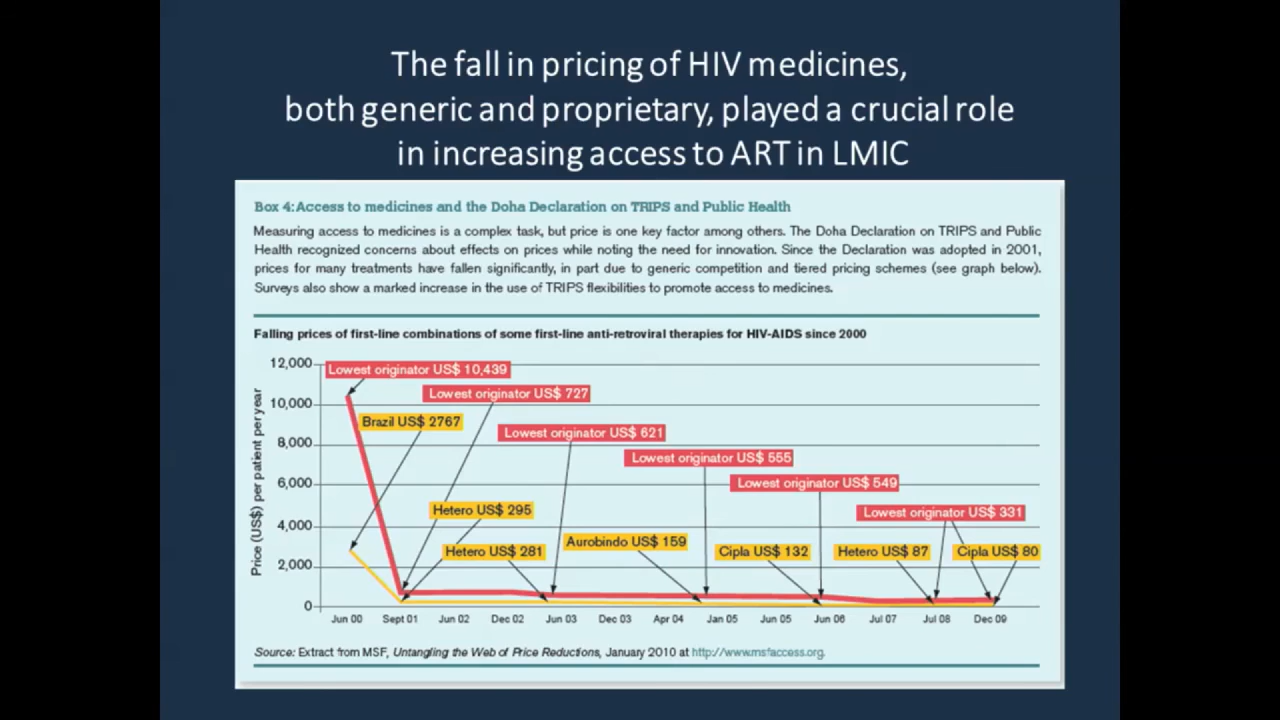 The fall in pricing of HIV medicines,
both generic and proprietary, played a crucial role
in increasing access to ART in LMIC
Box 4: Access to medicines and the Doha Declaration on TRIPS and Public Health
Measuring access to medicines is a complex task, but price is one key factor among others. The Doha Declaration on TRIPS and Public
Health recognized concerns about effects on prices while noting the need for innovation. Since the Declaration was adopted in 2001,
prices for many treatments have fallen significantly, in part due to generic competition and tiered pricing schemes (see graph below).
Surveys also show a marked increase in the use of TRIPS flexibilities to promote access to medicines.
Falling prices of first-line combinations of some first-line anti-retroviral therapies for HIV-AIDS since 2000
Price (US$) per patient per year
12,000
10,000
8,000
6,000
4,000
2,000
0
Lowest originator US$ 10,439
Lowest originator US$ 727
Brazil US$ 2767
Lowest originator US$ 621
Lowest originator US$ 555
Lowest originator US$ 549
Hetero US$ 295
Lowest originator US$ 331
Hetero US$ 281
Aurobindo US$ 159
Cipla US$ 132
Hetero US$ 87
Cipla US$ 80
Jun 00 Sept 01 Jun 02 Dec 02 Jun 03 Dec 03 Apr 04 Jan 05 Jun 05 Jun 06 Jul 07 Jul 08 Dec 09
Source: Extract from MSF, Untangling the Web of Price Reductions, January 2010 at http://www.msfaccess.org.